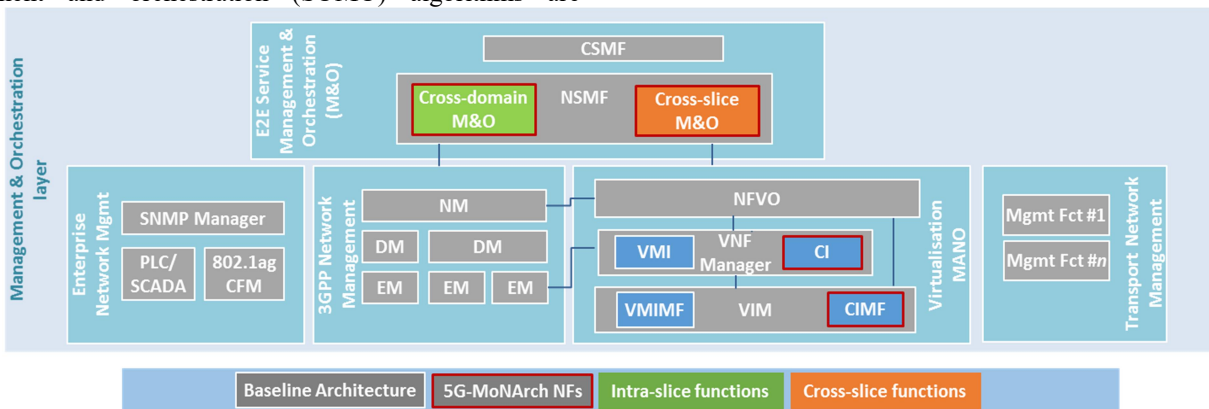 and orchestration
algorithms are
Management & Orchestration
layer
E2E Service
Management &
Orchestration
(M&O)
CSMF
NSMF
Cross-domain
M&O
Cross-slice
M&O
Enterprise
Network Mgmt
SNMP Manager
PLC/
SCADA
802.1ag
CFM
3GPP Network
Management
NM
DM
DM
EM
EM
EM
NFVO
VMI
VNF
Manager
CI
VMIMF
VIM
CIMF
Virtualisation
MANO
Mgmt Fct #1
Mgmt Fct #n
Transport Network
Management
Baseline Architecture
5G-MoNArch NFs
Intra-slice functions
Cross-slice functions